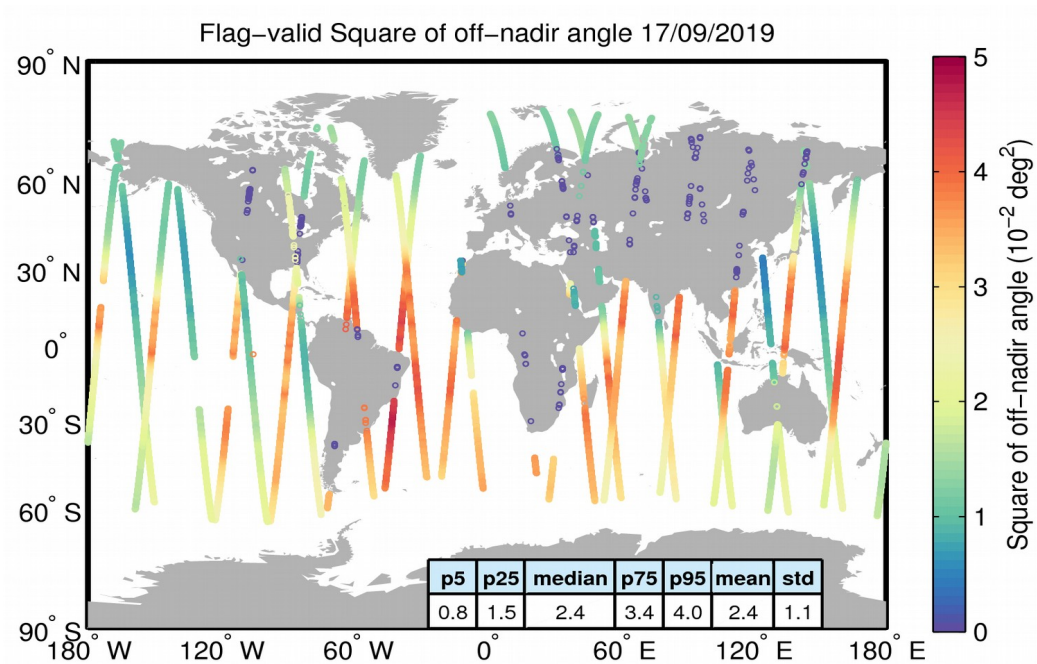 Flag−valid Square of off−nadir angle 17/09/2019
90° N
60° N
30° N
0°
30° S
60° S
90° S
180° W
120° W
60° W
0°
60° E
120° E
180° E
p5 p25 median p75 p95 mean std
0.8 1.5 2.4 3.4 4.0 2.4 1.1
5
4
3
2
1
0
Square of off−nadir angle (10⁻² deg²)